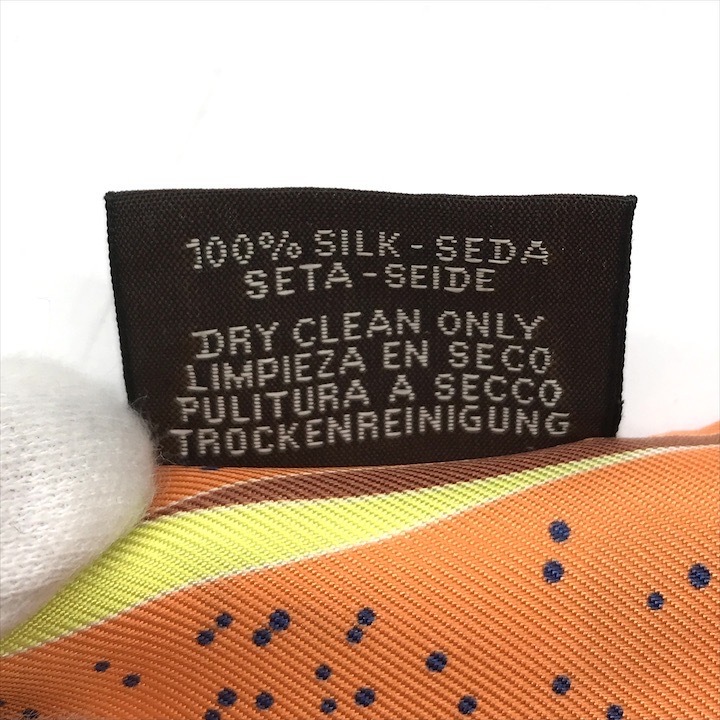 100% SILK - SEDA
SETA - SEIDE
DRY CLEAN ONLY
LIMPIEZA EN SECO
PULITURA A SECCO
TROCKENREINIGUNG